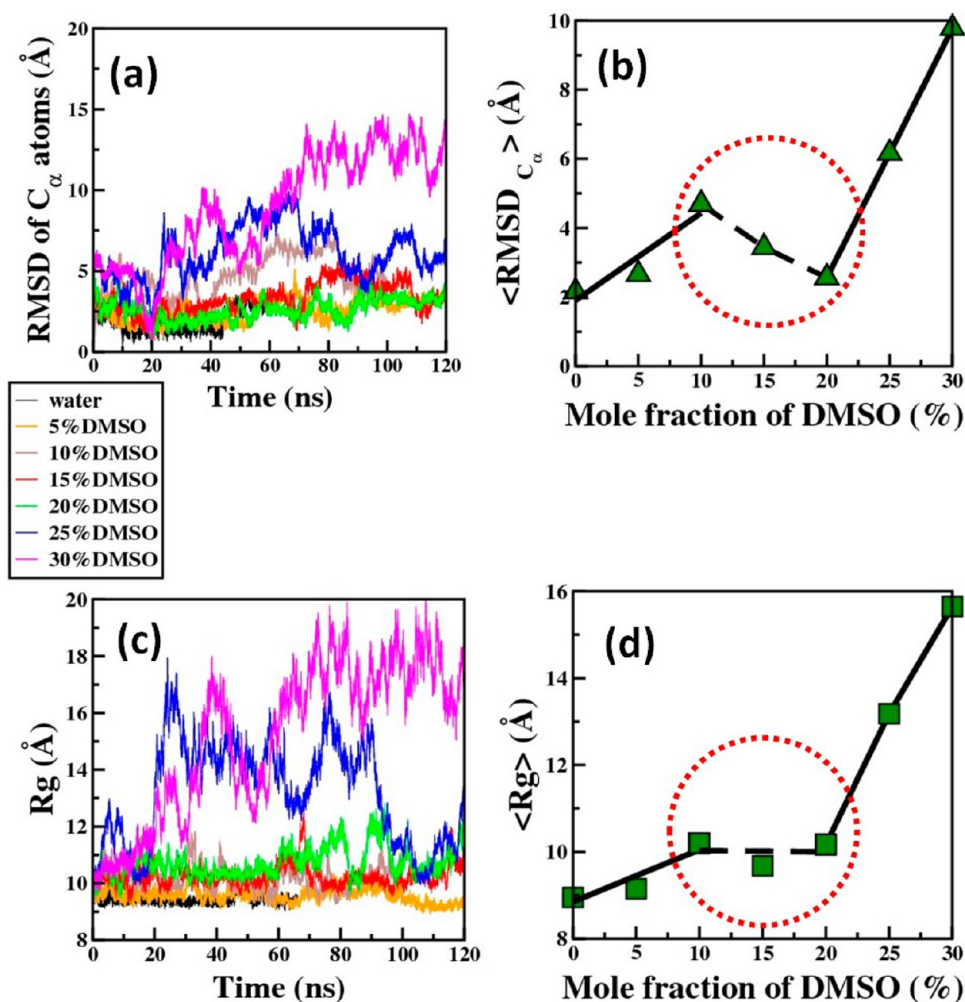 (a)
RMSD of Cα atoms (Å)
20
15
10
5
0
0 20 40 60 80 100 120
Time (ns)
(b)
<RMSD Cα > (Å)
10
8
6
4
2
0
0 5 10 15 20 25 30
Mole fraction of DMSO (%)
water
5%DMSO
10%DMSO
15%DMSO
20%DMSO
25%DMSO
30%DMSO
(c)
Rg (Å)
20
18
16
14
12
10
8
0 20 40 60 80 100 120
Time (ns)
(d)
<Rg> (Å)
16
14
12
10
8
0 5 10 15 20 25 30
Mole fraction of DMSO (%)